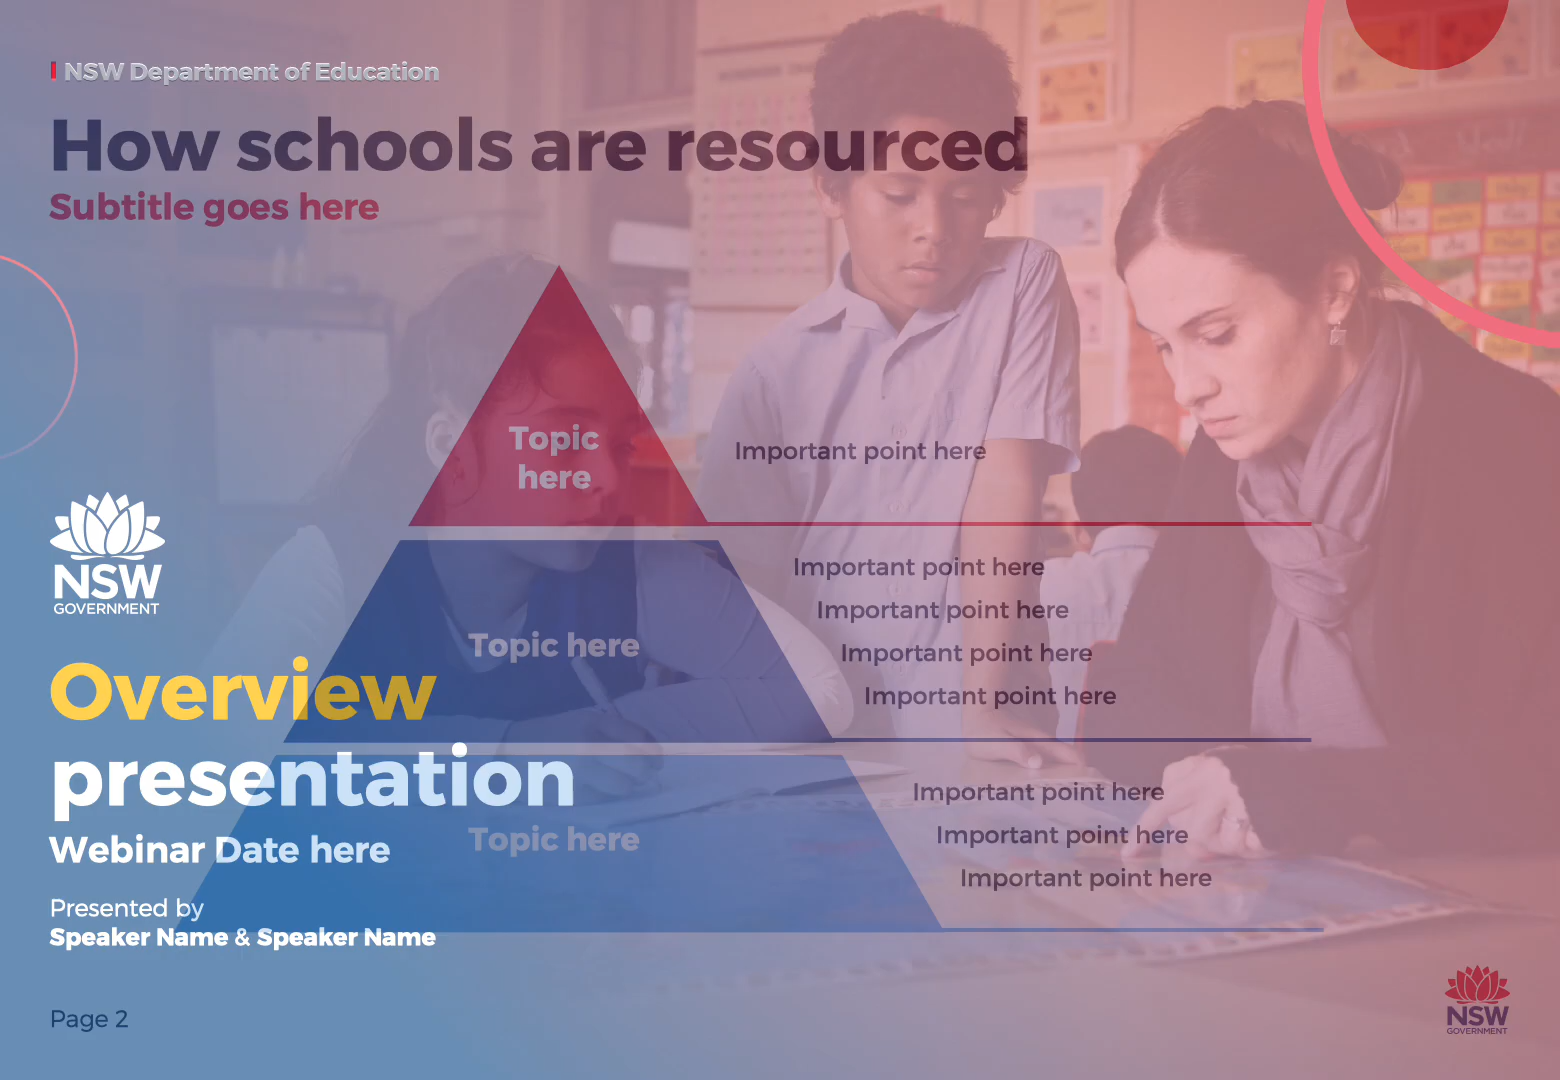 NSW Department of Education
How schools are resourced
Subtitle goes here
Topic
here
Important point here
Important point here
Important point here
Topic here
Important point here
Important point here
NSW
GOVERNMENT
Overview
presentation
Webinar Date here
Topic here
Important point here
Important point here
Important point here
Presented by
Speaker Name & Speaker Name
Page 2
NSW
GOVERNMENT